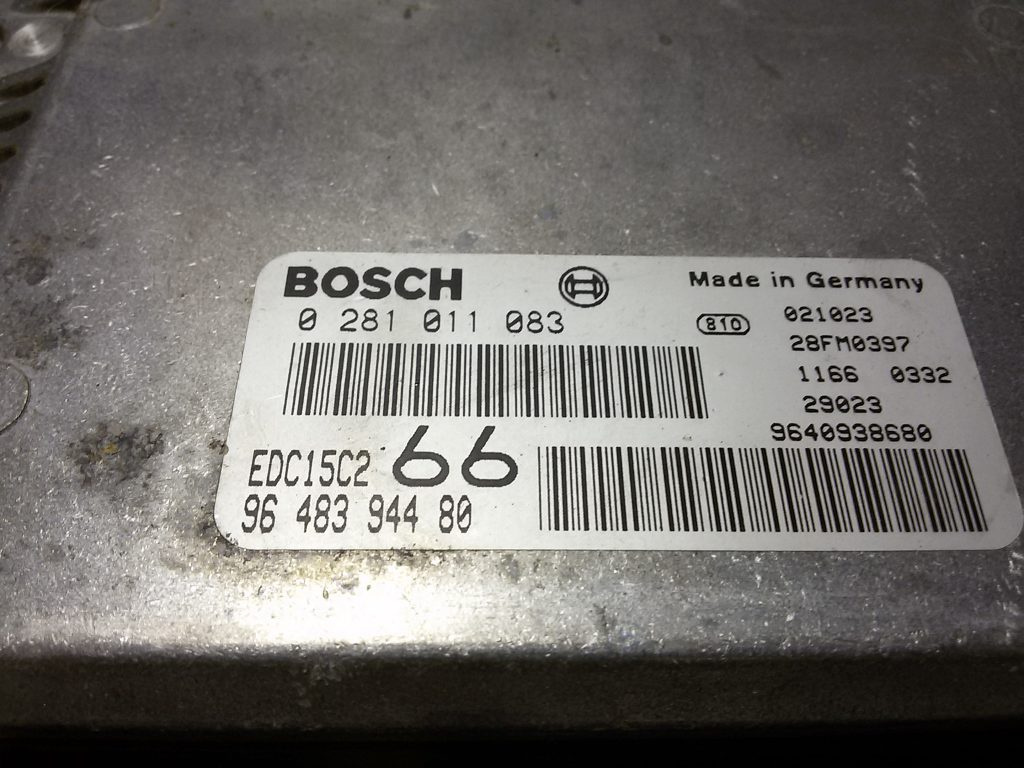 BOSCH
Made in Germany
0 281 011 083
810
021023
28FM0397
1166 0332
29023
9640938680
EDC15C2 66
96 483 944 80